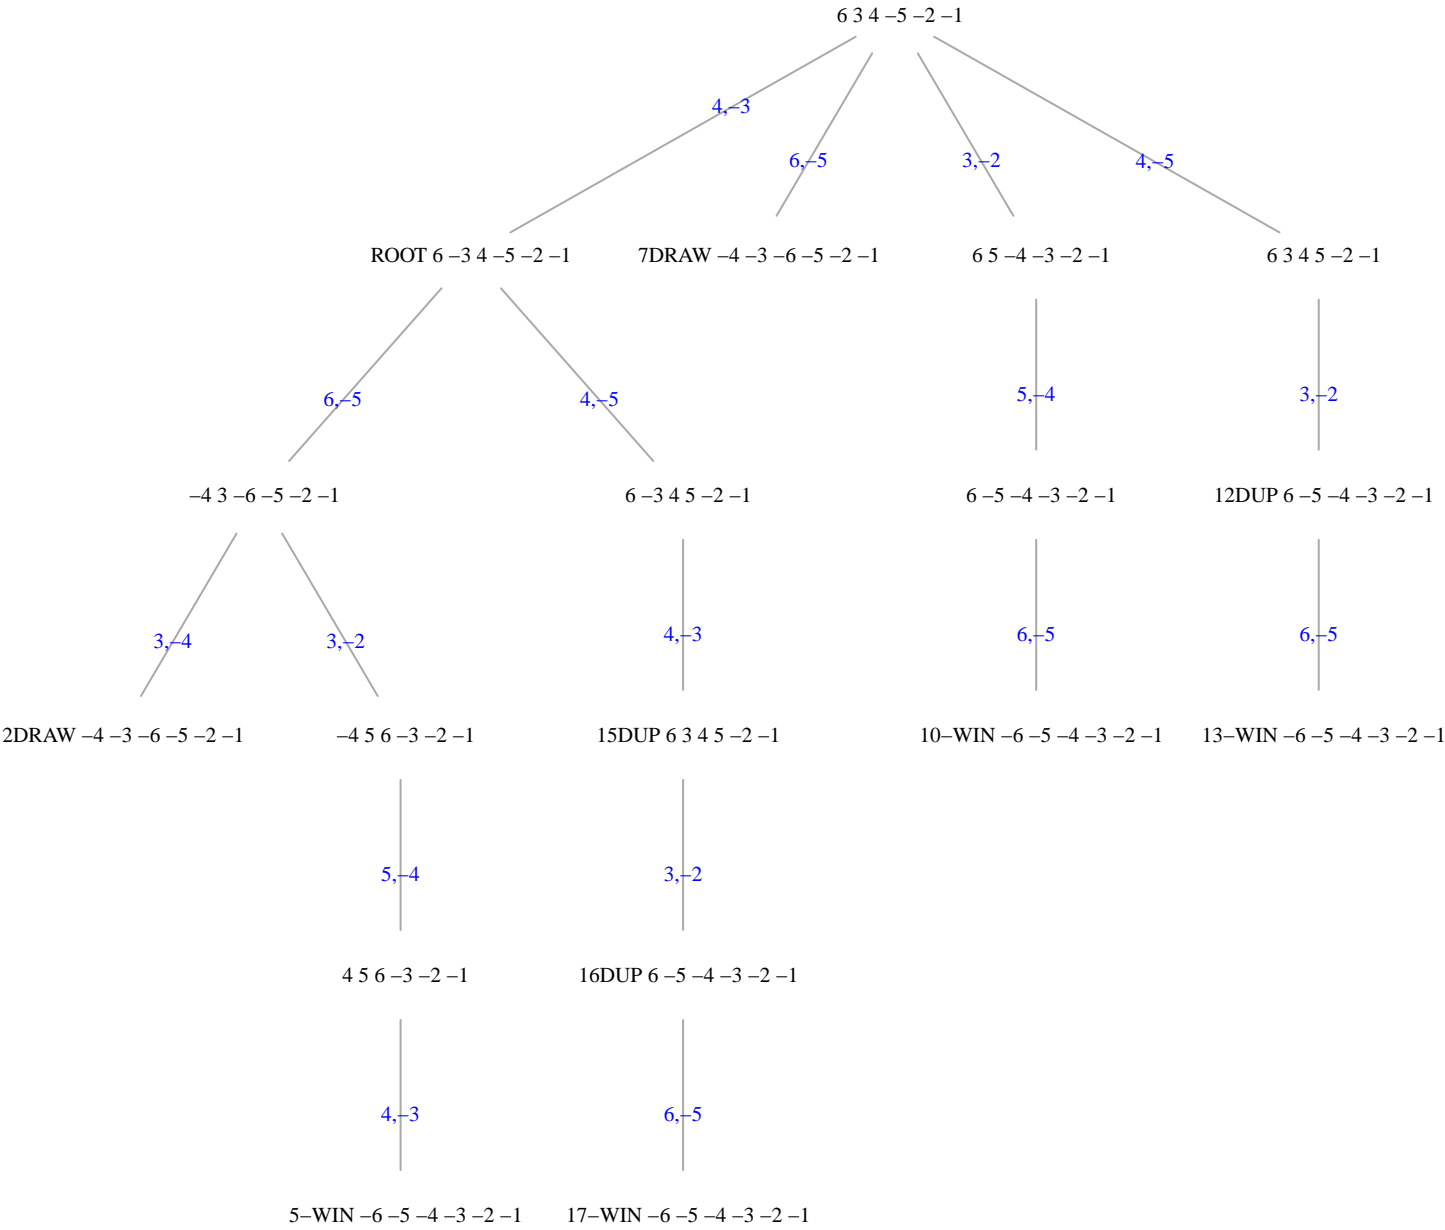 6 3 4 –5 –2 –1
4,–3
6,–5
3,–2
4,–5
ROOT 6 –3 4 –5 –2 –1
7DRAW –4 –3 –6 –5 –2 –1
6 5 –4 –3 –2 –1
6 3 4 5 –2 –1
6,–5
4,–5
5,–4
3,–2
–4 3 –6 –5 –2 –1
6 –3 4 5 –2 –1
6 –5 –4 –3 –2 –1
12DUP 6 –5 –4 –3 –2 –1
3,–4
3,–2
4,–3
6,–5
6,–5
2DRAW –4 –3 –6 –5 –2 –1
–4 5 6 –3 –2 –1
15DUP 6 3 4 5 –2 –1
10–WIN –6 –5 –4 –3 –2 –1
13–WIN –6 –5 –4 –3 –2 –1
5,–4
3,–2
4 5 6 –3 –2 –1
16DUP 6 –5 –4 –3 –2 –1
4,–3
6,–5
5–WIN –6 –5 –4 –3 –2 –1
17–WIN –6 –5 –4 –3 –2 –1